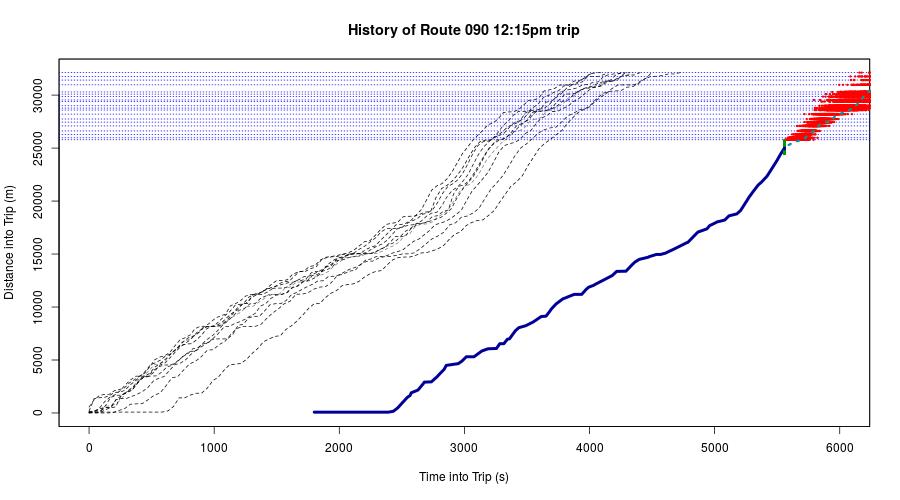 History of Route 090 12:15pm trip
Distance into Trip (m)
30000
25000
20000
15000
10000
5000
0
0 1000 2000 3000 4000 5000 6000
Time into Trip (s)